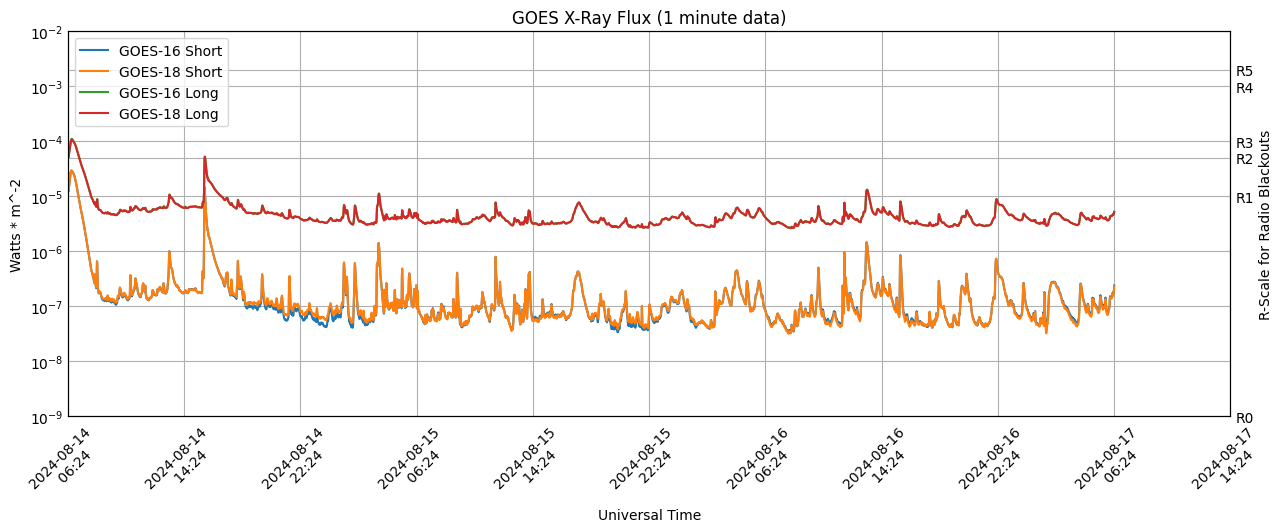 GOES X-Ray Flux (1 minute data)
GOES-16 Short
GOES-18 Short
GOES-16 Long
GOES-18 Long
Watts * m^-2
10⁻²
10⁻³
10⁻⁴
10⁻⁵
10⁻⁶
10⁻⁷
10⁻⁸
10⁻⁹
R5
R4
R3
R2
R1
R0
R-Scale for Radio Blackouts
2024-08-14
06:24
2024-08-14
14:24
2024-08-14
22:24
2024-08-15
06:24
2024-08-15
14:24
2024-08-15
22:24
2024-08-16
06:24
2024-08-16
14:24
2024-08-16
22:24
2024-08-17
06:24
2024-08-17
14:24
Universal Time